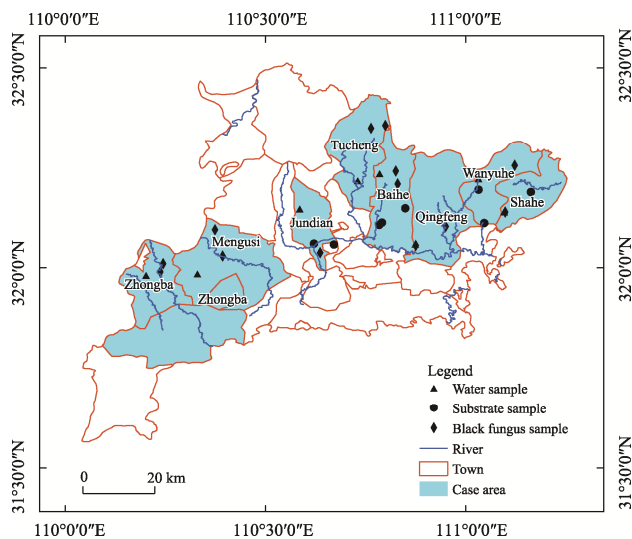 110°0′0″E 110°30′0″E 111°0′0″E
32°30′0″N 32°30′0″N
Tucheng
Wanyuhe
Baihe
Shahe
Qingfeng
Jundian
Mengusi
32°0′0″N 32°0′0″N
Zhongba
Zhongba
Legend
Water sample
Substrate sample
Black fungus sample
River
Town
Case area
0 20 km
31°30′0″N 31°30′0″N
110°0′0″E 110°30′0″E 111°0′0″E